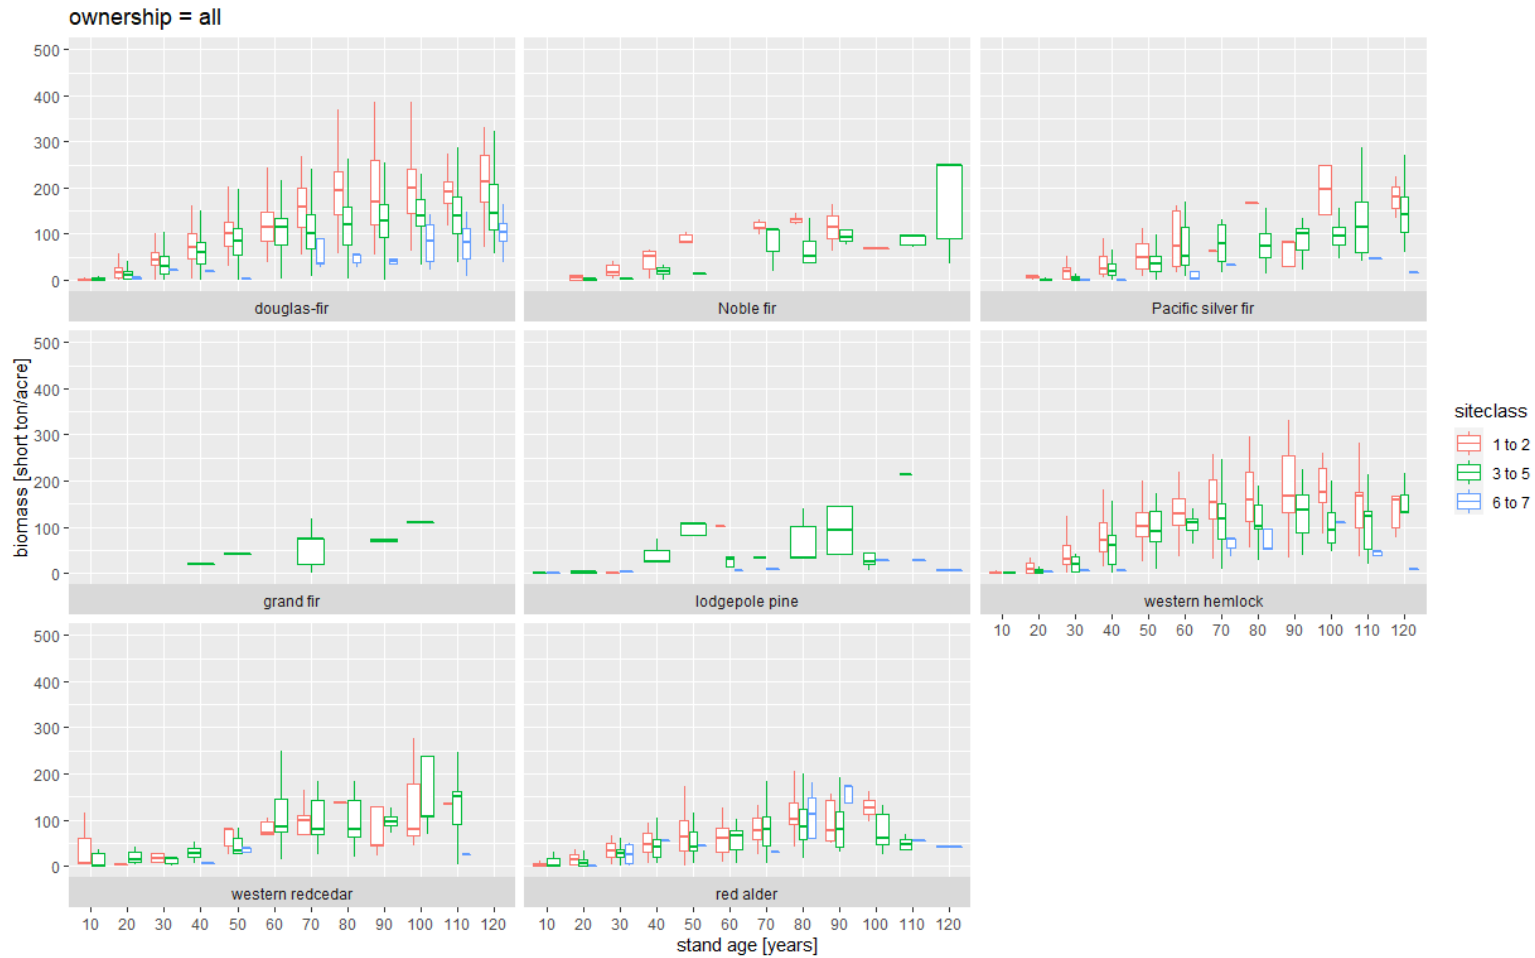 ownership = all
500
400
300
200
100
0
douglas-fir
Noble fir
Pacific silver fir
biomass [short ton/acre]
500
400
300
200
100
0
grand fir
lodgepole pine
western hemlock
10 20 30 40 50 60 70 80 90 100 110 120
siteclass
1 to 2
3 to 5
6 to 7
500
400
300
200
100
0
western redcedar
red alder
10 20 30 40 50 60 70 80 90 100 110 120
10 20 30 40 50 60 70 80 90 100 110 120
stand age [years]